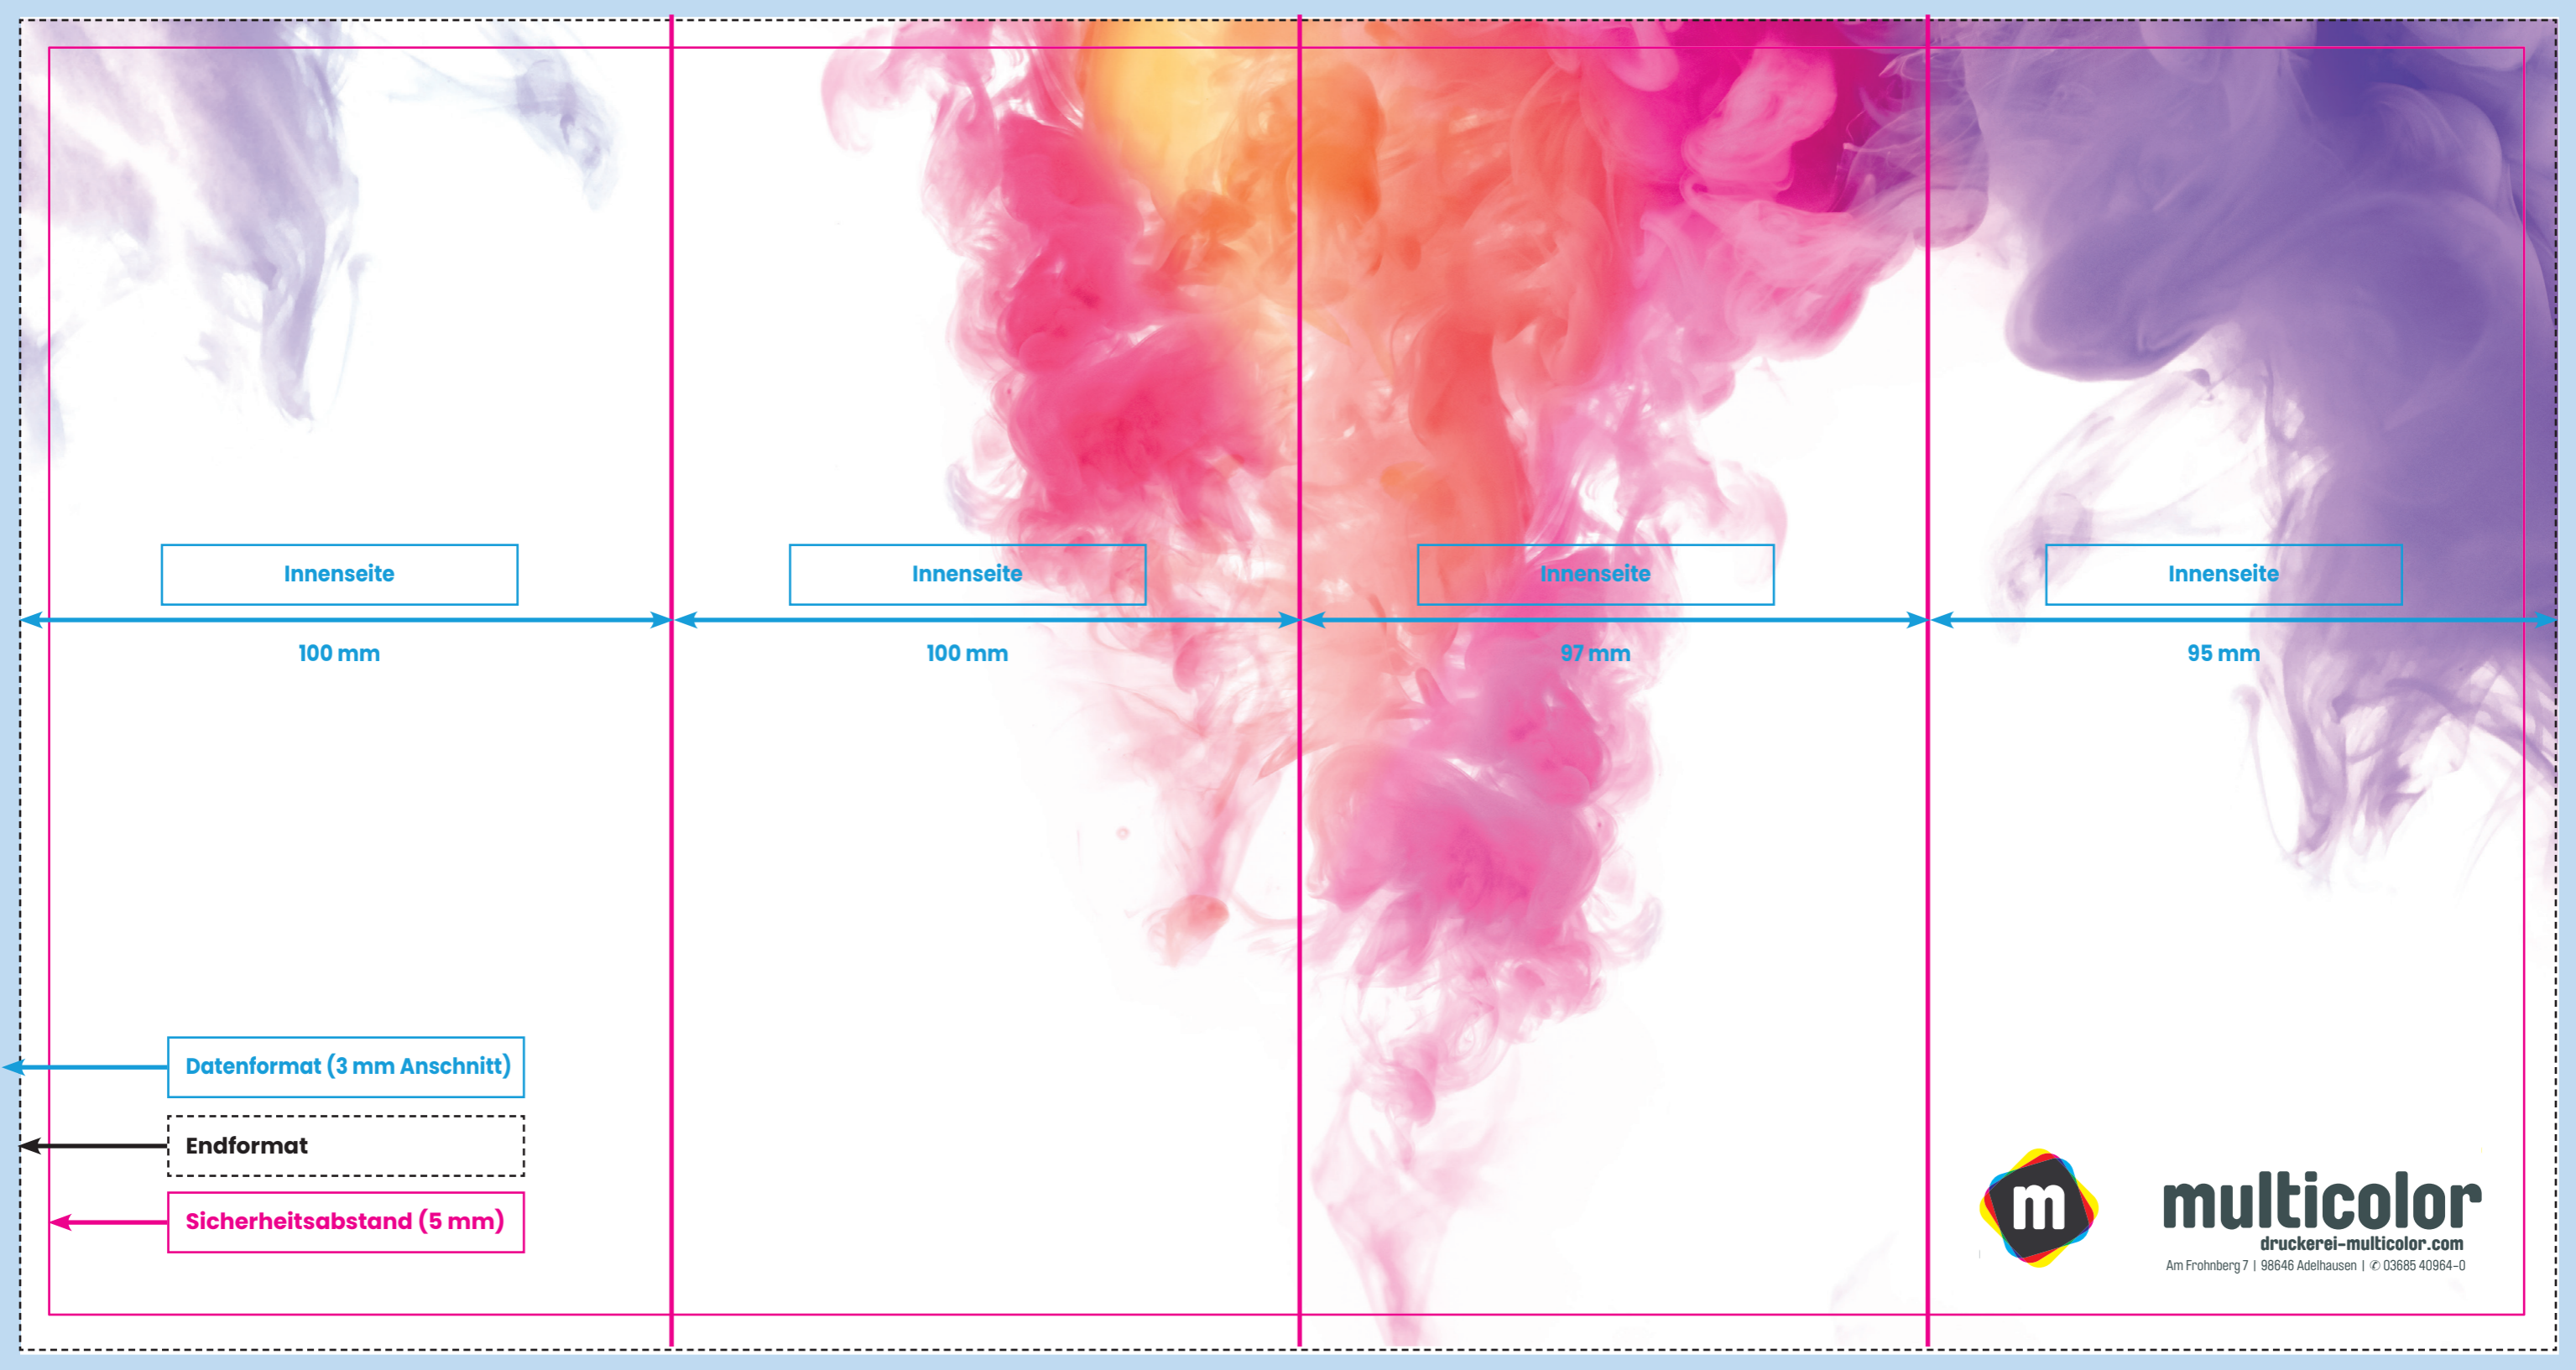 Innenseite
Innenseite
Innenseite
Innenseite
100 mm
100 mm
97 mm
95 mm
Datenformat (3 mm Anschnitt)
Endformat
Sicherheitsabstand (5 mm)
m
multicolor
druckerei-multicolor.com
Am Frohnberg 7 | 98646 Adelhausen | ✆ 03685 40964-0